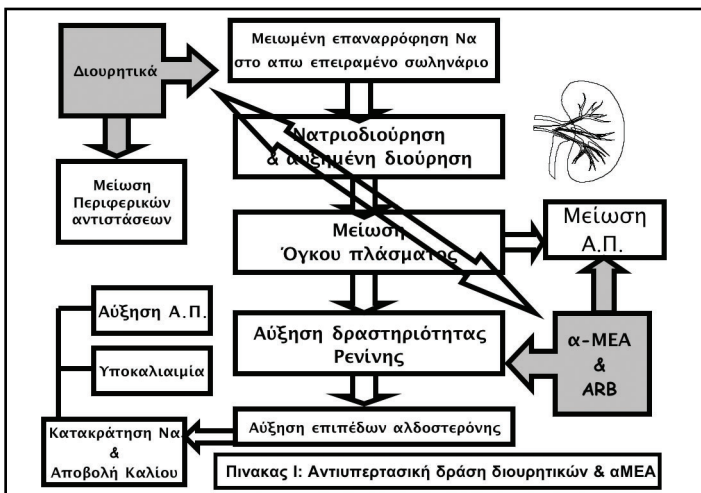 Διουρητικά
Μειωμένη επαναρρόφηση Να
στο απω επειραμένο σωληνάριο
Νατριοδιούρηση
& αυξημένη διούρηση
Μείωση
Περιφερικών
αντιστάσεων
Μείωση
Όγκου πλάσματος
Μείωση
Α.Π.
Αύξηση Α.Π.
Υποκαλιαιμία
Αύξηση δραστηριότητας
Ρενίνης
α-ΜΕΑ
&
ARB
Κατακράτηση Να.
&
Αποβολή Καλίου
Αύξηση επιπέδων αλδοστερόνης
Πινακας Ι: Αντιυπερτασική δράση διουρητικών & αΜΕΑ